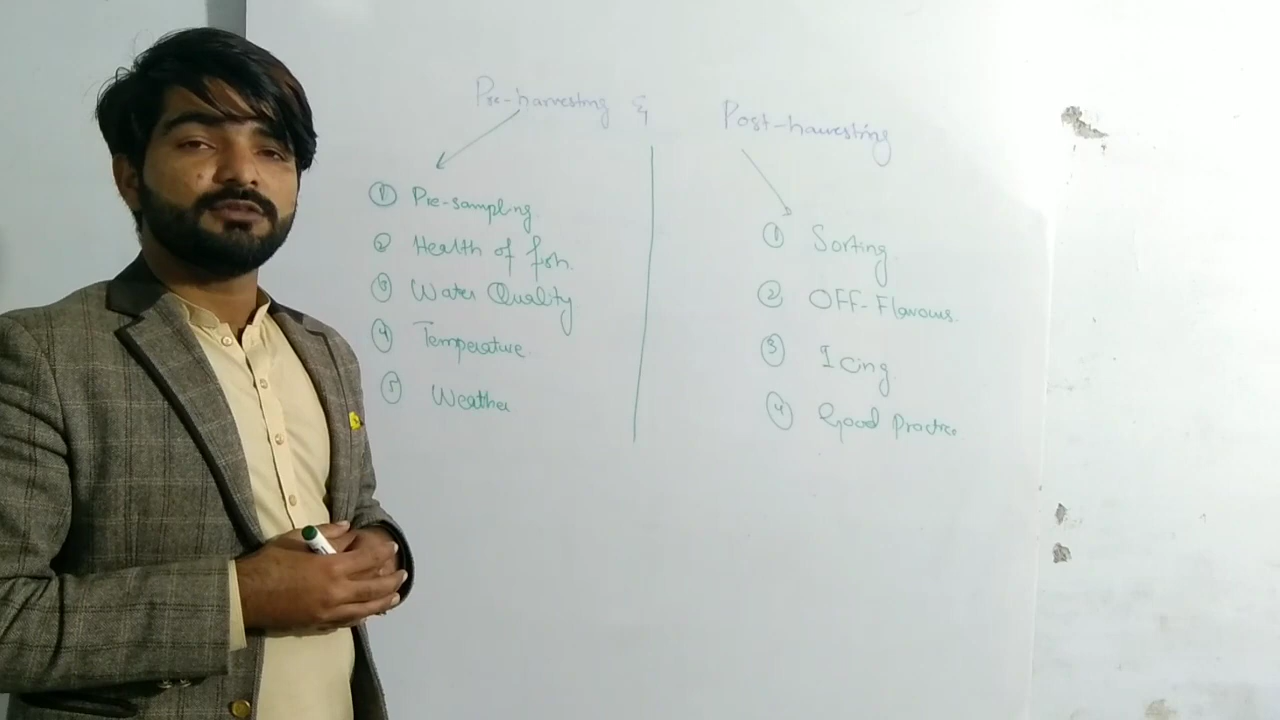 Pre-harvesting &
Post-harvesting
① Pre-sampling
② Health of fish.
③ Water Quality
④ Temperature.
⑤ Weather
① Sorting
② OFF-Flavours.
③ Icing
④ Good Practice.